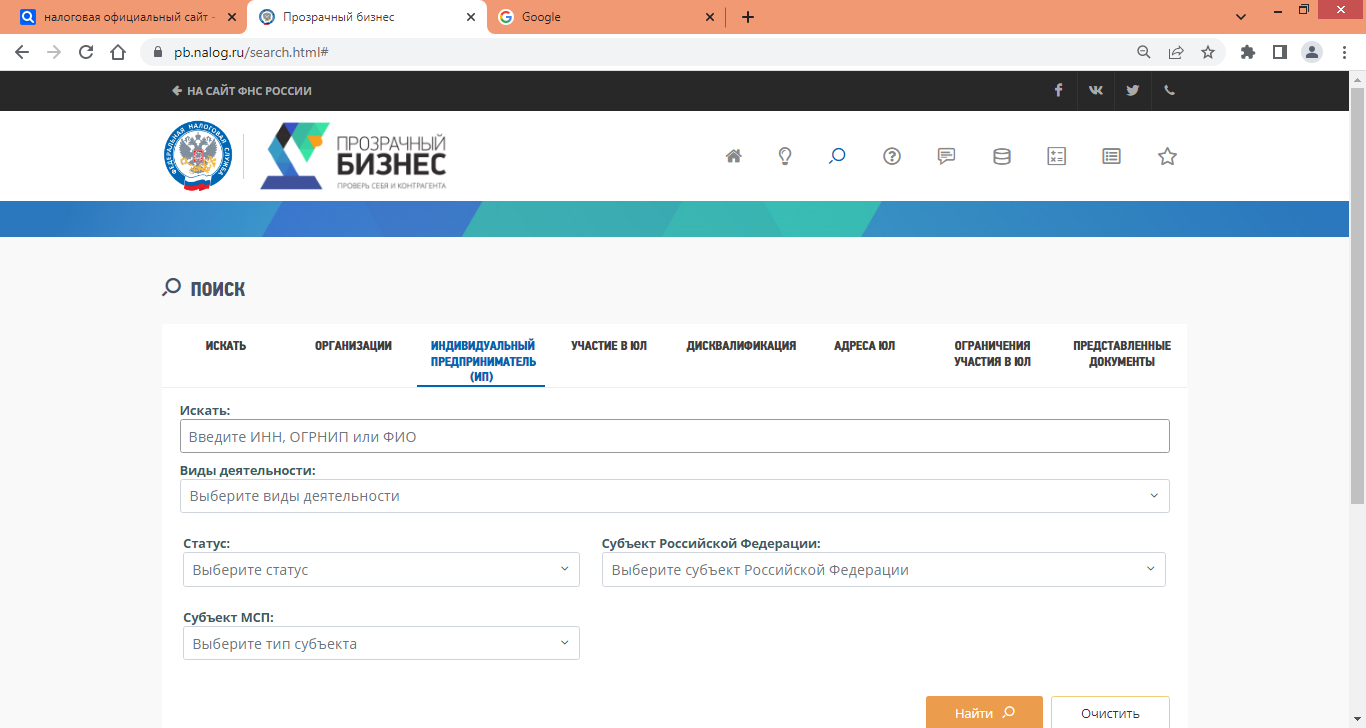 налоговая официальный сайт -
Прозрачный бизнес
Google
pb.nalog.ru/search.html#
НА САЙТ ФНС РОССИИ
ФЕДЕРАЛЬНАЯ НАЛОГОВАЯ СЛУЖБА
ПРОЗРАЧНЫЙ
БИЗНЕС
ПРОВЕРЬ СЕБЯ И КОНТРАГЕНТА
ПОИСК
ИСКАТЬ
ОРГАНИЗАЦИИ
ИНДИВИДУАЛЬНЫЙ
ПРЕДПРИНИМАТЕЛЬ
(ИП)
УЧАСТИЕ В ЮЛ
ДИСКВАЛИФИКАЦИЯ
АДРЕСА ЮЛ
ОГРАНИЧЕНИЯ
УЧАСТИЯ В ЮЛ
ПРЕДСТАВЛЕННЫЕ
ДОКУМЕНТЫ
Искать:
Введите ИНН, ОГРНИП или ФИО
Виды деятельности:
Выберите виды деятельности
Статус:
Выберите статус
Субъект Российской Федерации:
Выберите субъект Российской Федерации
Субъект МСП:
Выберите тип субъекта
Найти
Очистить